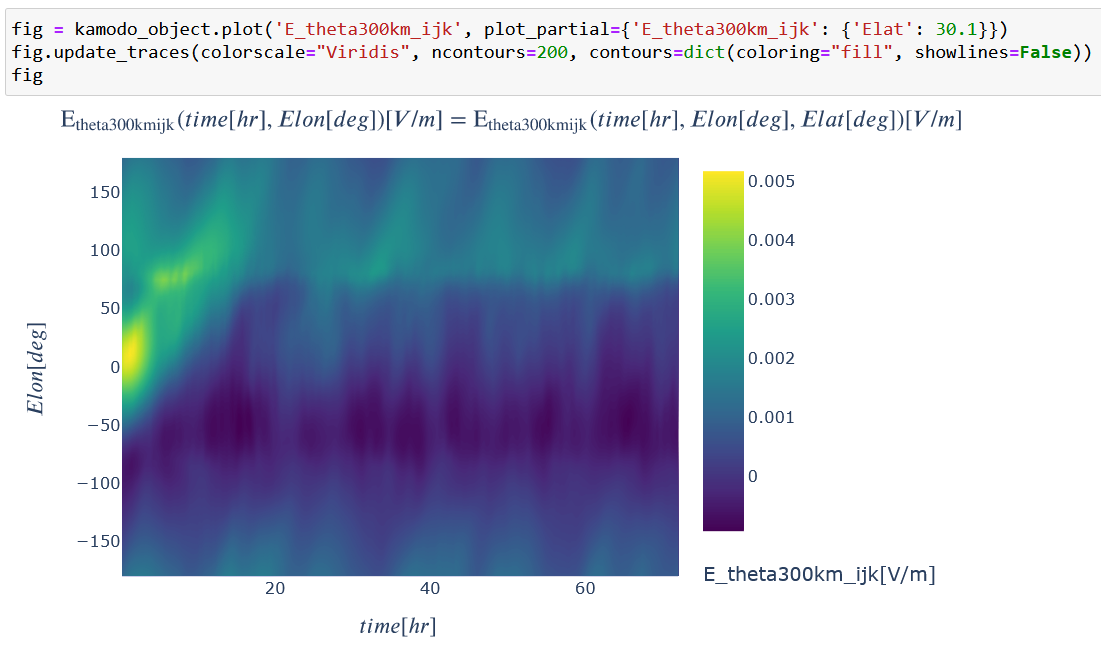 fig = kamodo_object.plot('E_theta300km_ijk', plot_partial={'E_theta300km_ijk': {'Elat': 30.1}})
fig.update_traces(colorscale="Viridis", ncontours=200, contours=dict(coloring="fill", showlines=False))
fig
E_theta300kmijk(time[hr], Elon[deg])[V/m] = E_theta300kmijk(time[hr], Elon[deg], Elat[deg])[V/m]
150
100
50
0
−50
−100
−150
Elon[deg]
20 40 60
time[hr]
0.005
0.004
0.003
0.002
0.001
0
E_theta300km_ijk[V/m]